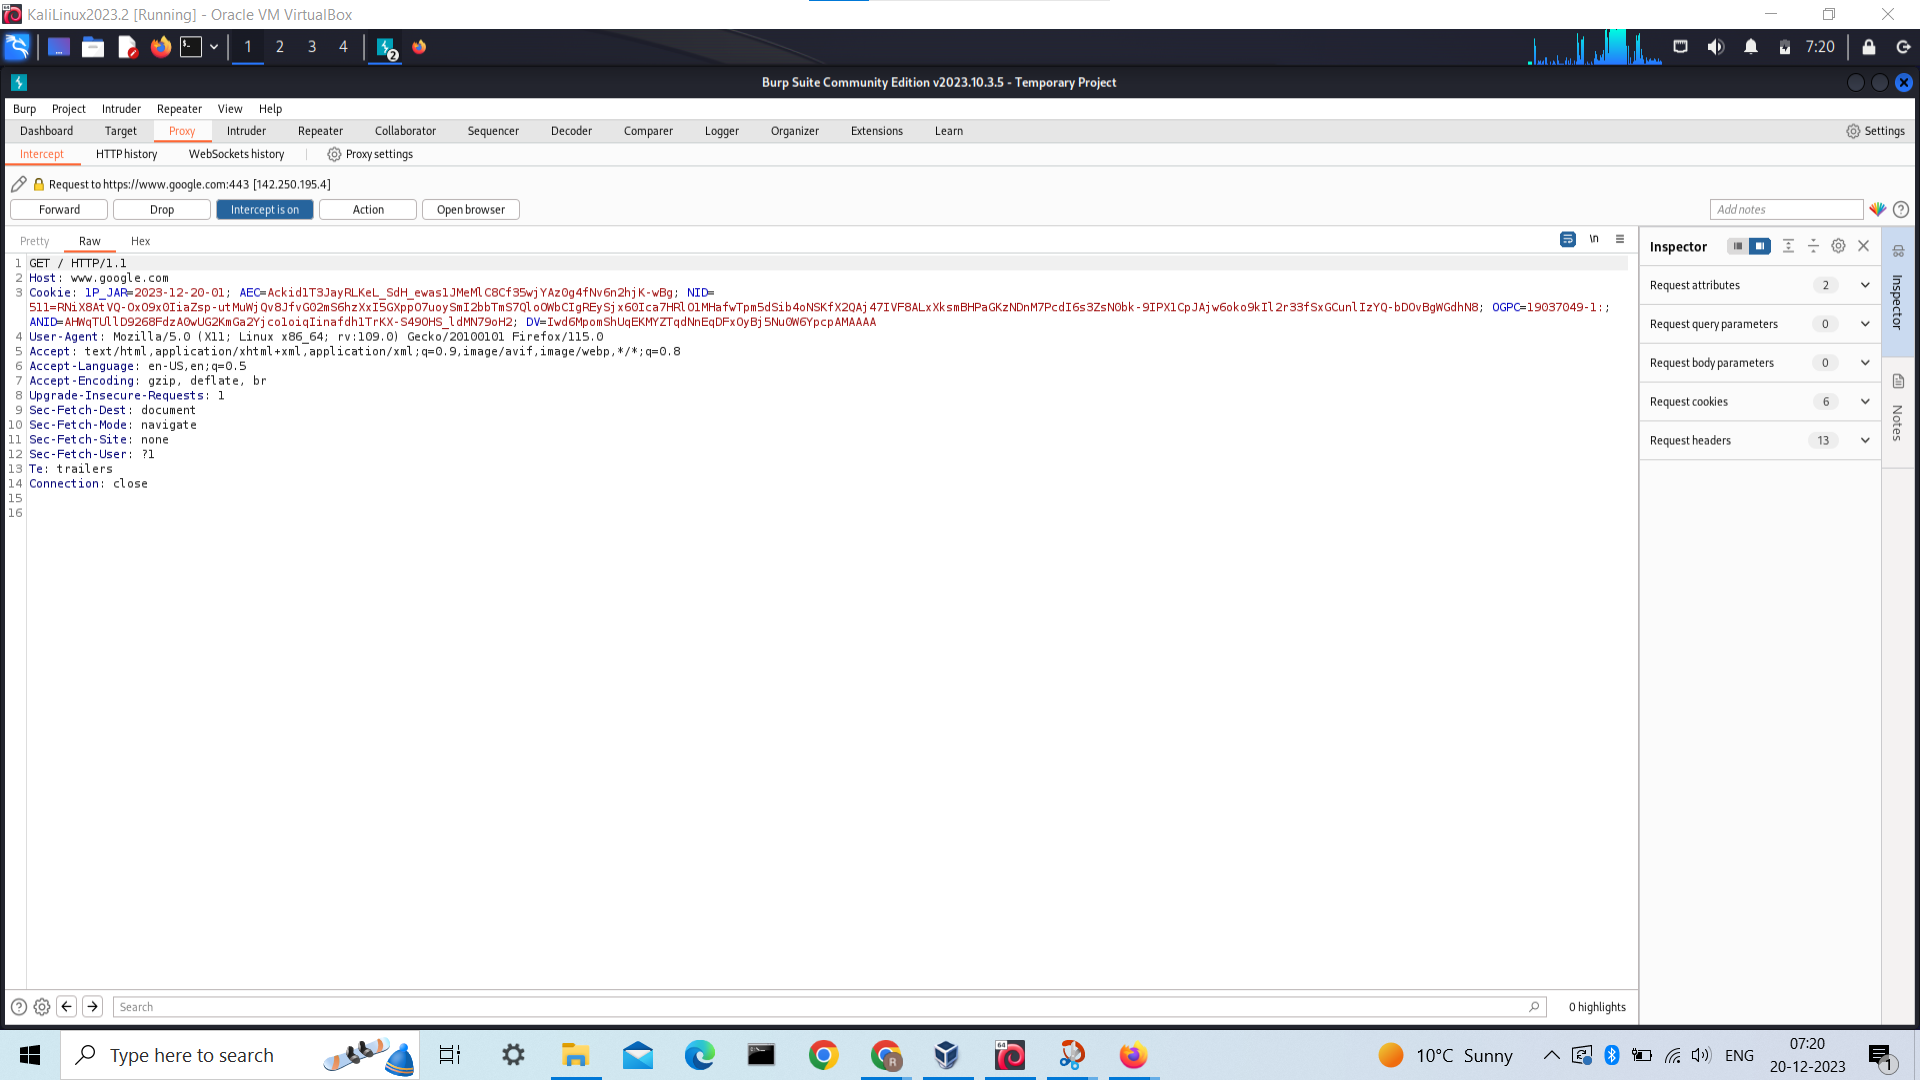 KaliLinux2023.2 [Running] - Oracle VM VirtualBox
1 2 3 4 2 7:20
Burp Suite Community Edition v2023.10.3.5 - Temporary Project
Burp Project Intruder Repeater View Help
Dashboard Target Proxy Intruder Repeater Collaborator Sequencer Decoder Comparer Logger Organizer Extensions Learn Settings
Intercept HTTP history WebSockets history Proxy settings
Request to https://www.google.com:443 [142.250.195.4]
Forward Drop Intercept is on Action Open browser Add notes
Pretty Raw Hex \n
1 GET / HTTP/1.1
2 Host: www.google.com
3 Cookie: 1P_JAR=2023-12-20-01; AEC=Ackid1T3JayRLKeL_SdH_ewas1JMeMlC8Cf35wjYAz0g4fNv6n2hjK-wBg; NID=
511=RNiX8AtVQ-OxO9x0IiaZsp-utMuWjQv8JfvG02mS6hzXxI5GXppO7uoySmI2bbTmS7QloOWbCIgREySjx60Ica7HRlO1MHafwTpm5dSib4oNSKfX2QAj47IVF8ALxXksmBHPaGKzNDnM7PcdI6s3ZsN0bk-9IPX1CpJAjw6oko9kIl2r33fSxGCunlIzYQ-bDOvBgWGdhN8; OGPC=19037049-1:;
ANID=AHWqTUllD9268FdzAOwUG2KmGa2Yjco1oiqIinafdh1TrKX-S49OHS_ldMN79oH2; DV=Iwd6MpomShUqEKMYZTqdNnEqDFxOyBj5Nu0W6YpcpAMAAAA
4 User-Agent: Mozilla/5.0 (X11; Linux x86_64; rv:109.0) Gecko/20100101 Firefox/115.0
5 Accept: text/html,application/xhtml+xml,application/xml;q=0.9,image/avif,image/webp,*/*;q=0.8
6 Accept-Language: en-US,en;q=0.5
7 Accept-Encoding: gzip, deflate, br
8 Upgrade-Insecure-Requests: 1
9 Sec-Fetch-Dest: document
10 Sec-Fetch-Mode: navigate
11 Sec-Fetch-Site: none
12 Sec-Fetch-User: ?1
13 Te: trailers
14 Connection: close
15
16
Inspector
Request attributes 2
Request query parameters 0
Request body parameters 0
Request cookies 6
Request headers 13
Inspector
Notes
Search 0 highlights
Type here to search
10°C Sunny
ENG
07:20
20-12-2023
1